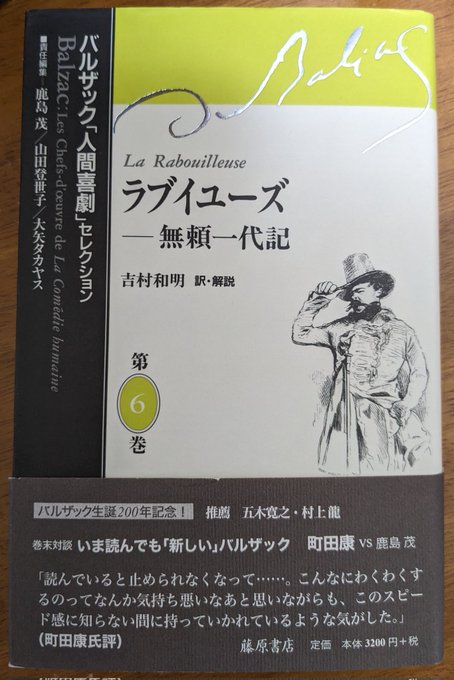 Balzac
La Rabouilleuse
ラブイユーズ
—無頼一代記
吉村和明 訳・解説
第
6
巻
バルザック「人間喜劇」セレクション
Balzac: Les Chefs-d'œuvre de La Comédie humaine
■責任編集 鹿島 茂/山田登世子/大矢タカヤス
バルザック生誕200年記念! 推薦 五木寛之・村上龍
巻末対談 いま読んでも「新しい」バルザック 町田康 VS 鹿島 茂
「読んでいると止められなくなって……。こんなにわくわくす
るのってなんか気持ち悪いなあと思いながらも、このスピー
ド感に知らない間に持っていかれているような気がした。」
(町田康氏評)
藤原書店 定価 本体3200円+税